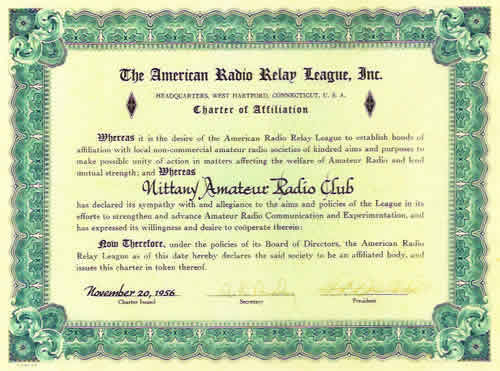 The American Radio Relay League, Inc.
HEADQUARTERS, WEST HARTFORD, CONNECTICUT, U. S. A.
Charter of Affiliation
Whereas it is the desire of the American Radio Relay League to establish bonds of
affiliation with local non-commercial amateur radio societies of kindred aims and purposes to
make possible unity of action in matters affecting the welfare of Amateur Radio and lend
mutual strength; and Whereas
Nittany Amateur Radio Club
has declared its sympathy with and allegiance to the aims and policies of the League in its
efforts to strengthen and advance Amateur Radio Communication and Experimentation, and
has expressed its willingness and desire to coöperate therein:
Now Therefore, under the policies of its Board of Directors, the American Radio
Relay League as of this date hereby declares the said society to be an affiliated body, and
issues this charter in token thereof.
November 20, 1956
Charter Issued
Secretary
President